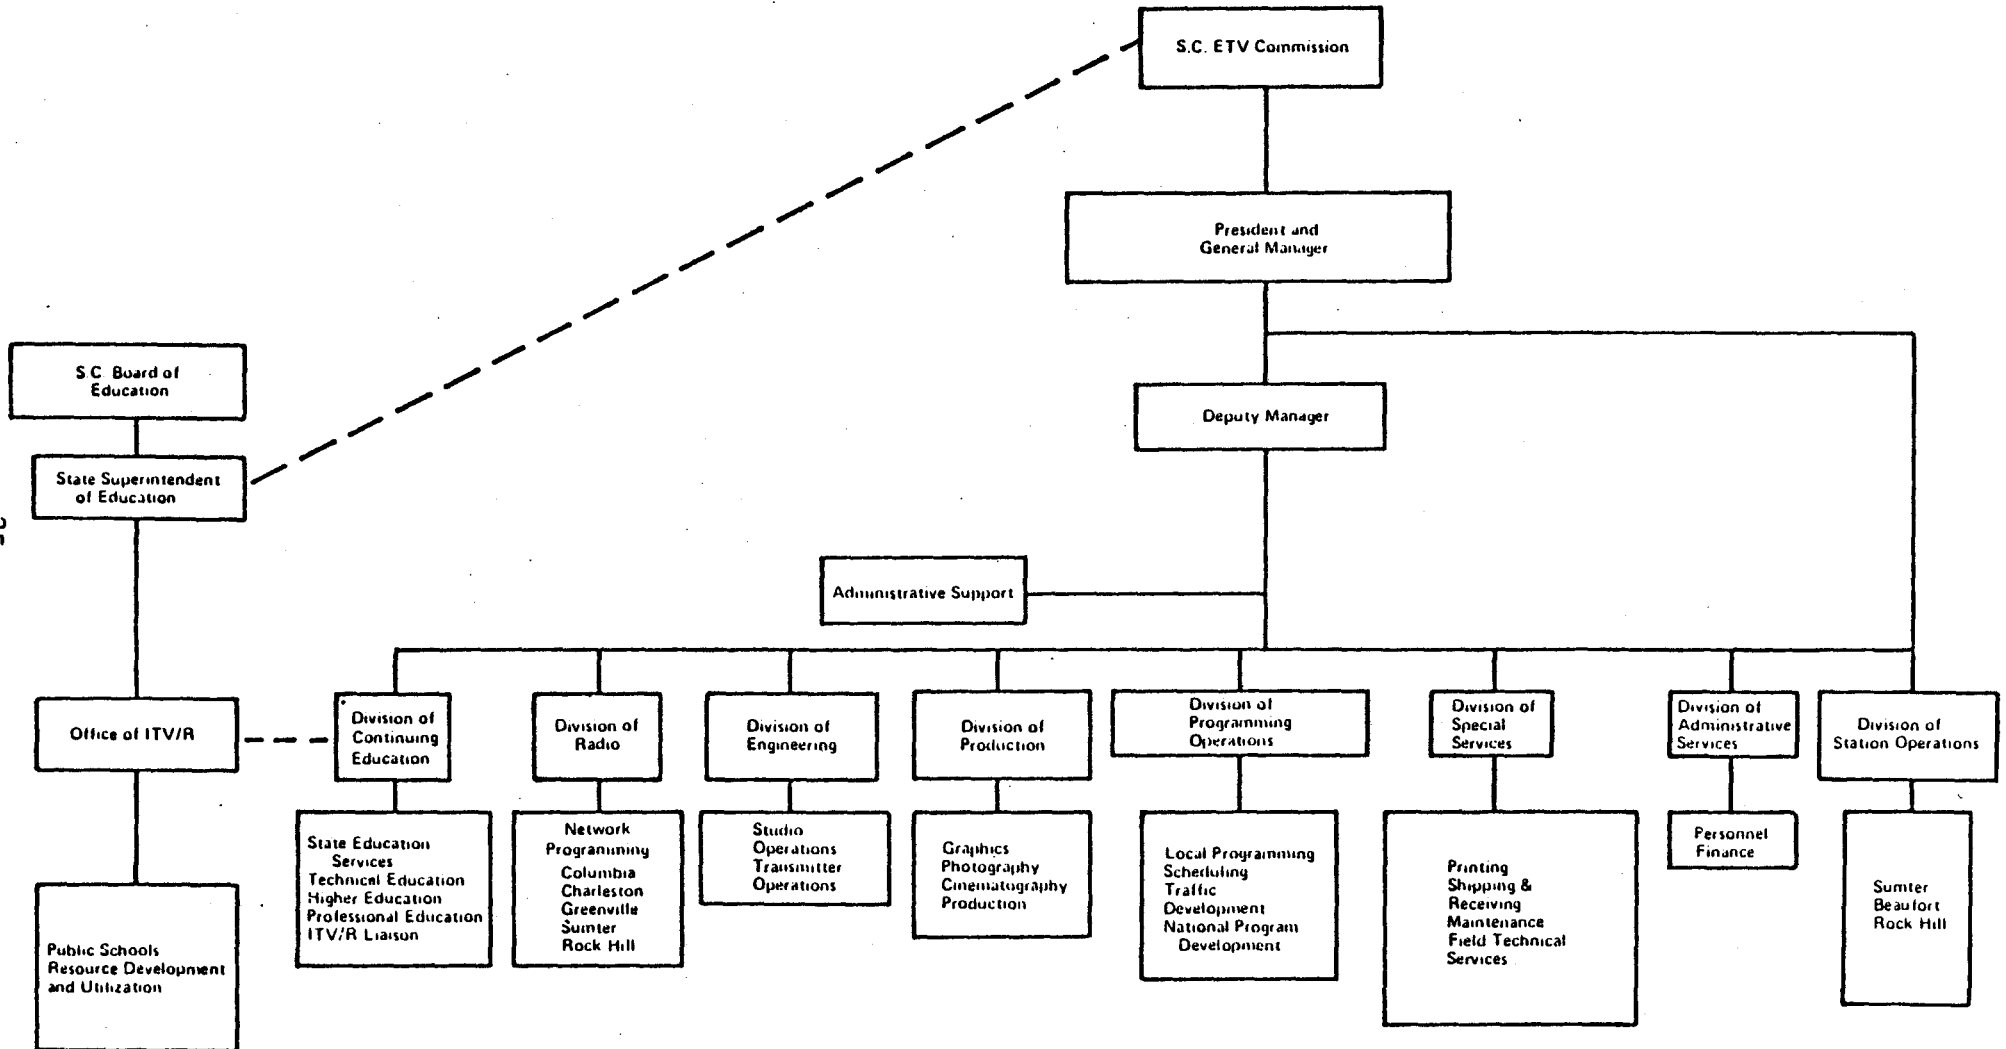 S.C. ETV Commission
President and
General Manager
S.C. Board of
Education
Deputy Manager
State Superintendent
of Education
Administrative Support
Office of ITV/R
Division of
Continuing
Education
Division of
Radio
Division of
Engineering
Division of
Production
Division of
Programming
Operations
Division of
Special
Services
Division of
Administrative
Services
Division of
Station Operations
Public Schools
Resource Development
and Utilization
State Education
Services
Technical Education
Higher Education
Professional Education
ITV/R Liaison
Network
Programming
Columbia
Charleston
Greenville
Sumter
Rock Hill
Studio
Operations
Transmitter
Operations
Graphics
Photography
Cinematography
Production
Local Programming
Scheduling
Traffic
Development
National Program
Development
Printing
Shipping &
Receiving
Maintenance
Field Technical
Services
Personnel
Finance
Sumter
Beaufort
Rock Hill